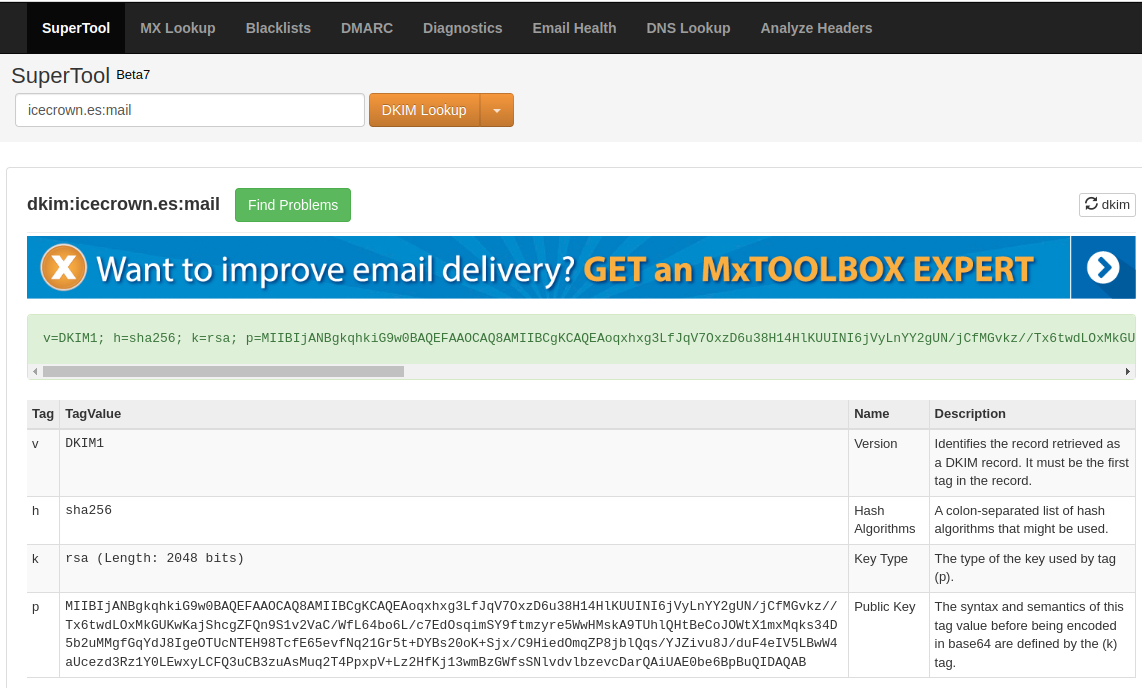 SuperTool MX Lookup Blacklists DMARC Diagnostics Email Health DNS Lookup Analyze Headers
SuperTool Beta7
icecrown.es:mail DKIM Lookup
dkim:icecrown.es:mail Find Problems dkim
Want to improve email delivery? GET an MxTOOLBOX EXPERT
v=DKIM1; h=sha256; k=rsa; p=MIIBIjANBgkqhkiG9w0BAQEFAAOCAQ8AMIIBCgKCAQEAoqxhxg3LfJqV7OxzD6u38H14HlKUUINI6jVyLnYY2gUN/jCfMGvkz//Tx6twdLOxMkGU
Tag TagValue Name Description
v DKIM1 Version Identifies the record retrieved as
a DKIM record. It must be the first
tag in the record.
h sha256 Hash A colon-separated list of hash
Algorithms algorithms that might be used.
k rsa (Length: 2048 bits) Key Type The type of the key used by tag
(p).
p MIIBIjANBgkqhkiG9w0BAQEFAAOCAQ8AMIIBCgKCAQEAoqxhxg3LfJqV7OxzD6u38H14HlKUUINI6jVyLnYY2gUN/jCfMGvkz// Public Key The syntax and semantics of this
Tx6twdLOxMkGUKwKajShcgZFQn9S1v2VaC/WfL64bo6L/c7EdOsqimSY9ftmzyre5WwHMskA9TUhlQHtBeCoJOWtX1mxMqks34D tag value before being encoded
5b2uMMgfGqYdJ8IgeOTUcNTEH98TcfE65evfNq21Gr5t+DYBs20oK+Sjx/C9HiedOmqZP8jblQqs/YJZivu8J/duF4eIV5LBwW4 in base64 are defined by the (k)
aUcezd3Rz1Y0LEwxyLCFQ3uCB3zuAsMuq2T4PpxpV+Lz2HfKj13wmBzGWfsSNlvdvlbzevcDarQAiUAE0be6BpBuQIDAQAB tag.